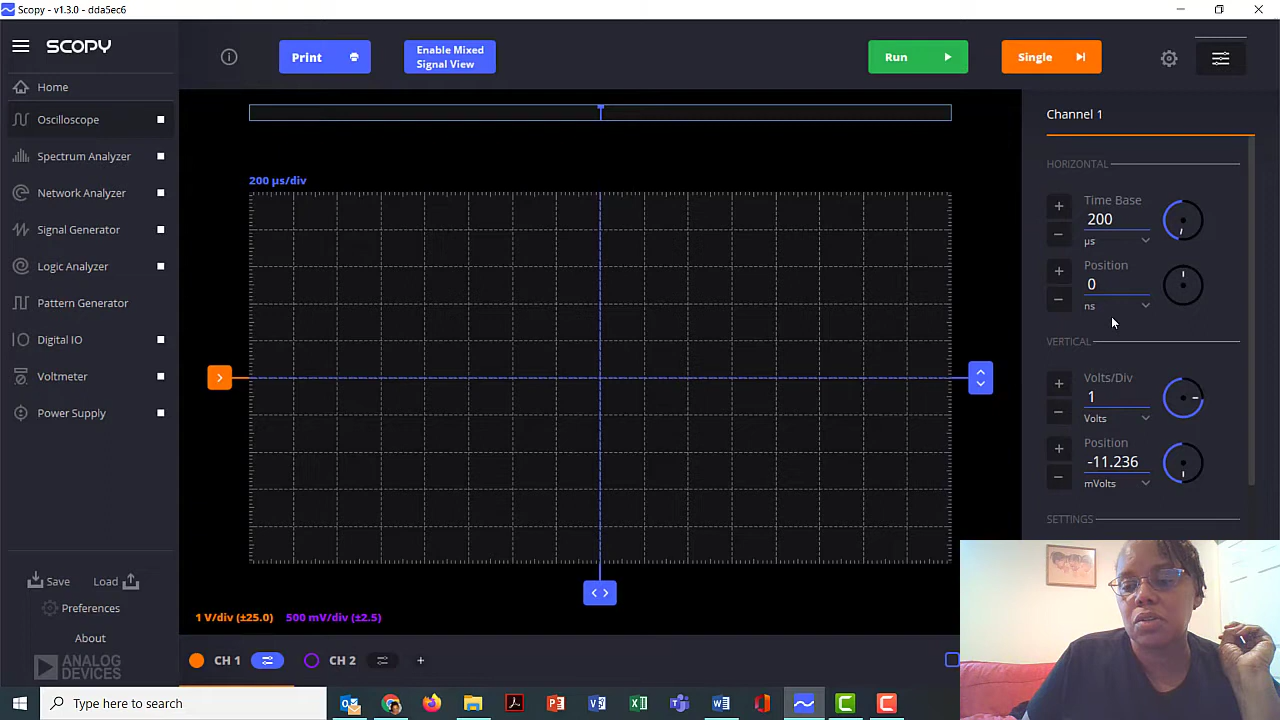 Scopy - v1.3.0 - dda5ec6
SCOPY
Print
Enable Mixed
Signal View
Run
Single
Home
Oscilloscope
Spectrum Analyzer
Network Analyzer
Signal Generator
Logic Analyzer
Pattern Generator
Digital IO
Voltmeter
Power Supply
Save
Load
Preferences
About
ANALOG
DEVICES
200 µs/div
1 V/div (±25.0)
500 mV/div (±2.5)
CH 1
CH 2
+
Channel 1
HORIZONTAL
Time Base
200
µs
Position
0
ns
VERTICAL
Volts/Div
1
Volts
Position
-11.236
mVolts
SETTINGS
Type here to search